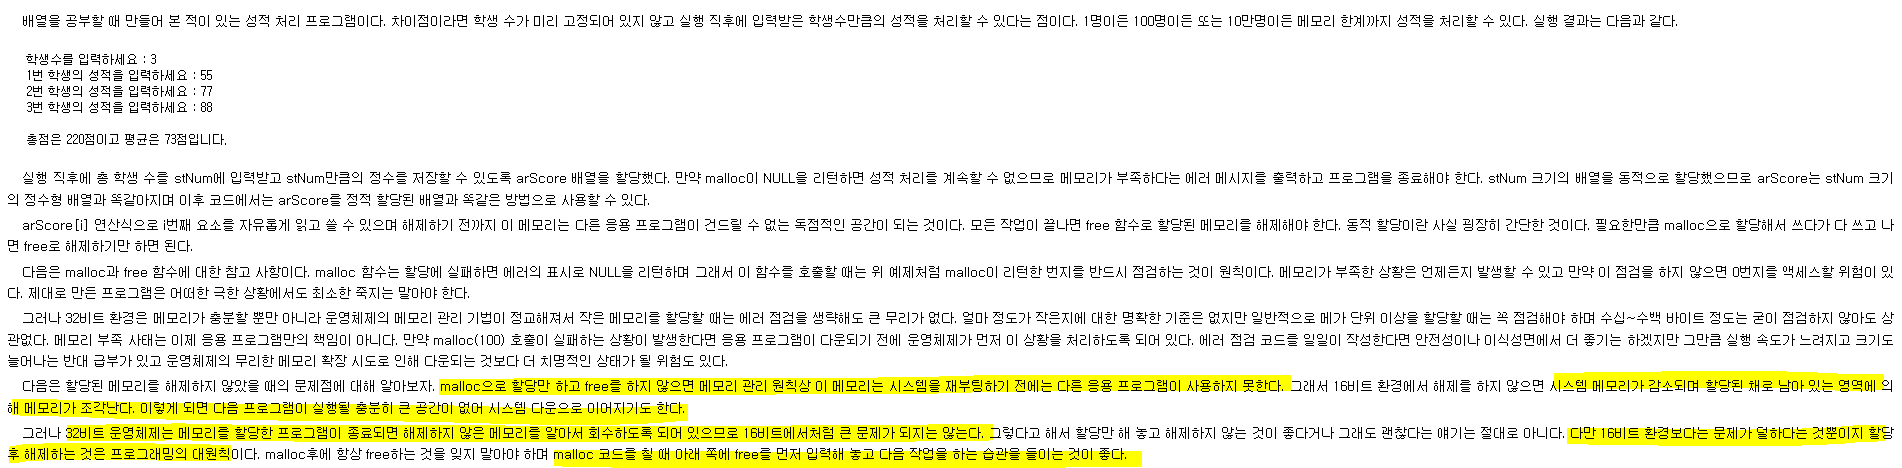 배열을 공부할 때 만들어 본 적이 있는 성적 처리 프로그램이다. 차이점이라면 학생 수가 미리 고정되어 있지 않고 실행 직후에 입력받은 학생수만큼의 성적을 처리할 수 있다는 점이다. 1명이든 100명이든 또는 10만명이든 메모리 한계까지 성적을 처리할 수 있다. 실행 결과는 다음과 같다.
학생수를 입력하세요 : 3
1번 학생의 성적을 입력하세요 : 55
2번 학생의 성적을 입력하세요 : 77
3번 학생의 성적을 입력하세요 : 88
총점은 220점이고 평균은 73점입니다.
실행 직후에 총 학생 수를 stNum에 입력받고 stNum만큼의 정수를 저장할 수 있도록 arScore 배열을 할당했다. 만약 malloc이 NULL을 리턴하면 성적 처리를 계속할 수 없으므로 메모리가 부족하다는 에러 메시지를 출력하고 프로그램을 종료해야 한다. stNum 크기의 배열을 동적으로 할당했으므로 arScore는 stNum 크기
의 정수형 배열과 똑같아지며 이후 코드에서는 arScore를 정적 할당된 배열과 똑같은 방법으로 사용할 수 있다.
arScore[i] 연산식으로 i번째 요소를 자유롭게 읽고 쓸 수 있으며 해제하기 전까지 이 메모리는 다른 응용 프로그램이 건드릴 수 없는 독점적인 공간이 되는 것이다. 모든 작업이 끝나면 free 함수로 할당된 메모리를 해제해야 한다. 동적 할당이란 사실 굉장히 간단한 것이다. 필요한만큼 malloc으로 할당해서 쓰다가 다 쓰고 나
면 free로 해제하기만 하면 된다.
다음은 malloc과 free 함수에 대한 참고 사항이다. malloc 함수는 할당에 실패하면 에러의 표시로 NULL을 리턴하며 그래서 이 함수를 호출할 때는 위 예제처럼 malloc이 리턴한 번지를 반드시 점검하는 것이 원칙이다. 메모리가 부족한 상황은 언제든지 발생할 수 있고 만약 이 점검을 하지 않으면 0번지를 액세스할 위험이 있
다. 제대로 만든 프로그램은 어떠한 극한 상황에서도 최소한 죽지는 말아야 한다.
그러나 32비트 환경은 메모리가 충분할 뿐만 아니라 운영체제의 메모리 관리 기법이 정교해져서 작은 메모리를 할당할 때는 에러 점검을 생략해도 큰 무리가 없다. 얼마 정도가 작은지에 대한 명확한 기준은 없지만 일반적으로 메가 단위 이상을 할당할 때는 꼭 점검해야 하며 수십~수백 바이트 정도는 굳이 점검하지 않아도 상
관없다. 메모리 부족 사태는 이제 응용 프로그램만의 책임이 아니다. 만약 malloc(100) 호출이 실패하는 상황이 발생한다면 응용 프로그램이 다운되기 전에 운영체제가 먼저 이 상황을 처리하도록 되어 있다. 에러 점검 코드를 일일이 작성한다면 안전성이나 이식성면에서 더 좋기는 하겠지만 그만큼 실행 속도가 느려지고 크기도
늘어나는 반대 급부가 있고 운영체제의 무리한 메모리 확장 시도로 인해 다운되는 것보다 더 치명적인 상태가 될 위험도 있다.
다음은 할당된 메모리를 해제하지 않았을 때의 문제점에 대해 알아보자. malloc으로 할당만 하고 free를 하지 않으면 메모리 관리 원칙상 이 메모리는 시스템을 재부팅하기 전에는 다른 응용 프로그램이 사용하지 못한다. 그래서 16비트 환경에서 해제를 하지 않으면 시스템 메모리가 감소되며 할당된 채로 남아 있는 영역에 의
해 메모리가 조각난다. 이렇게 되면 다음 프로그램이 실행될 충분히 큰 공간이 없어 시스템 다운으로 이어지기도 한다.
그러나 32비트 운영체제는 메모리를 할당한 프로그램이 종료되면 해제하지 않은 메모리를 알아서 회수하도록 되어 있으므로 16비트에서처럼 큰 문제가 되지는 않는다. 그렇다고 해서 할당만 해 놓고 해제하지 않는 것이 좋다거나 그래도 괜찮다는 얘기는 절대로 아니다. 다만 16비트 환경보다는 문제가 덜하다는 것뿐이지 할당
후 해제하는 것은 프로그래밍의 대원칙이다. malloc후에 항상 free하는 것을 잊지 말아야 하며 malloc 코드를 칠 때 아래 쪽에 free를 먼저 입력해 놓고 다음 작업을 하는 습관을 들이는 것이 좋다.